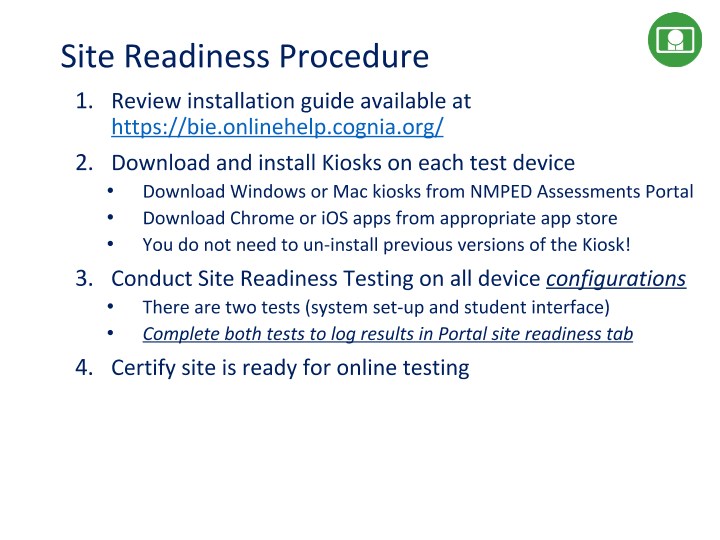 Site Readiness Procedure
1. Review installation guide available at
https://bie.onlinehelp.cognia.org/
2. Download and install Kiosks on each test device
• Download Windows or Mac kiosks from NMPED Assessments Portal
• Download Chrome or iOS apps from appropriate app store
• You do not need to un-install previous versions of the Kiosk!
3. Conduct Site Readiness Testing on all device configurations
• There are two tests (system set-up and student interface)
• Complete both tests to log results in Portal site readiness tab
4. Certify site is ready for online testing